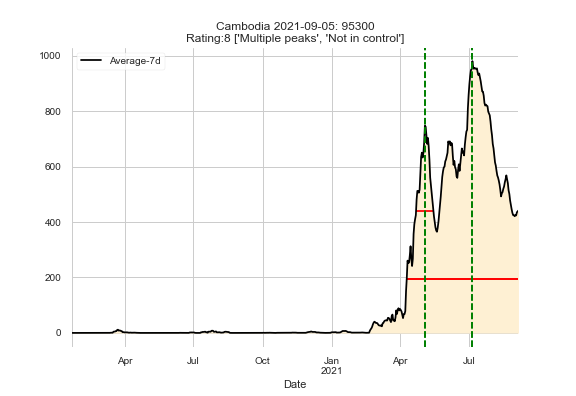 Cambodia 2021-09-05: 95300
Rating:8 ['Multiple peaks', 'Not in control']
Average-7d
1000
800
600
400
200
0
Apr Jul Oct Jan Apr Jul
2021
Date